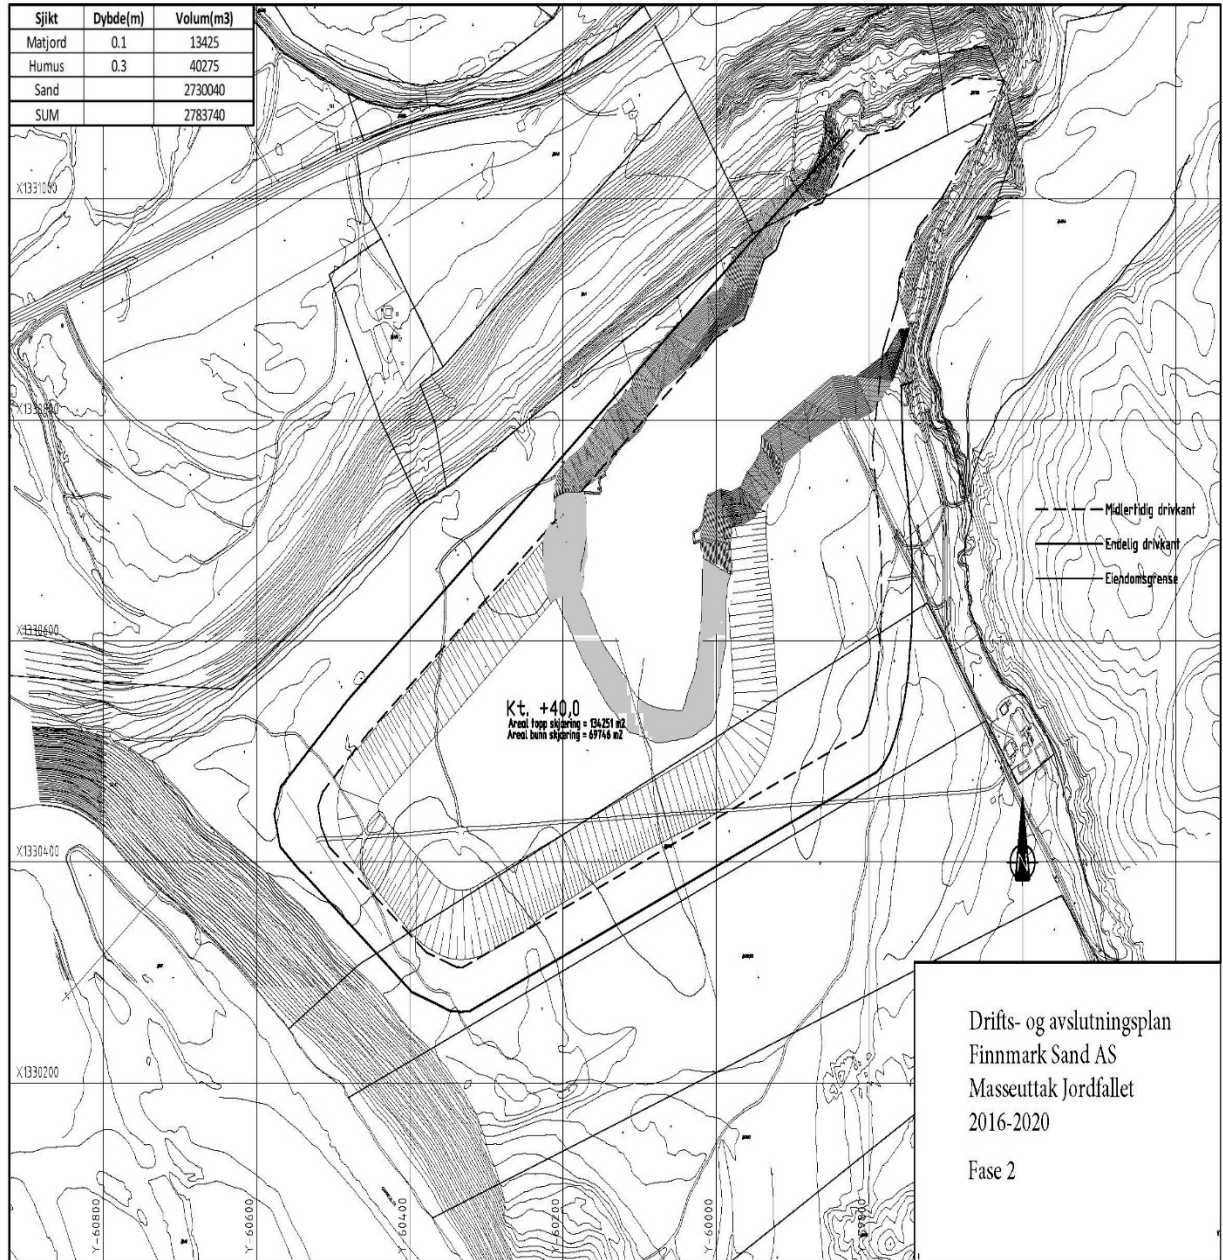 Sjikt Dybde(m) Volum(m3)
Matjord 0.1 13425
Humus 0.3 40275
Sand 2730040
SUM 2783740
X1331000
X1330800
Midlertidig drivkant
Endelig drivkant
Eiendomsgrense
X1330600
Kt. +40,0
Areal topp skjæring = 134251 m2
Areal bunn skjæring = 69746 m2
X1330400
X1330200
Y-60800
Y-60600
Y-60400
Y-60200
Y-60000
Drifts- og avslutningsplan
Finnmark Sand AS
Masseuttak Jordfallet
2016-2020
Fase 2